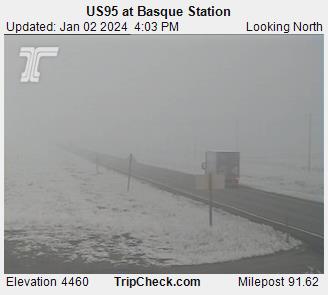 US95 at Basque Station
Updated: Jan 02 2024 4:03 PM Looking North
Elevation 4460 TripCheck.com Milepost 91.62